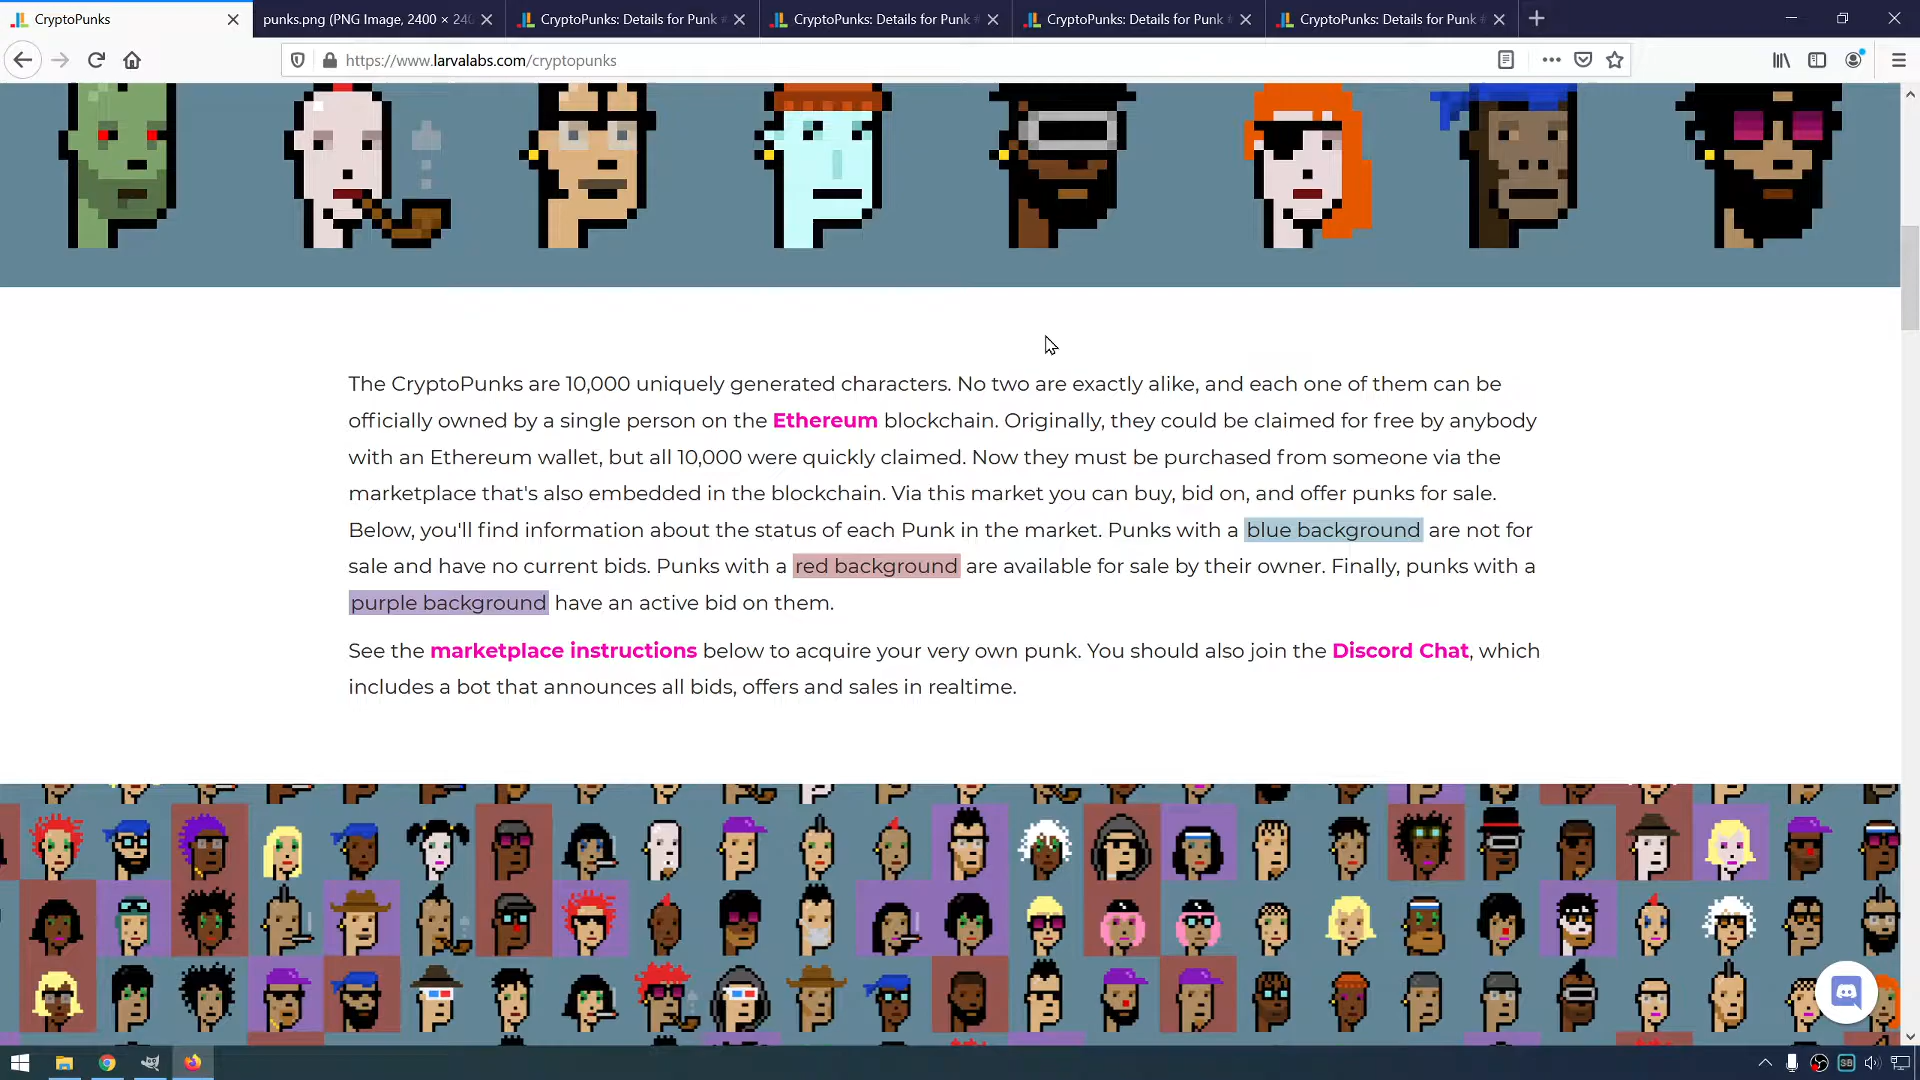 CryptoPunks
punks.png (PNG Image, 2400 × 240
CryptoPunks: Details for Punk #
CryptoPunks: Details for Punk #
CryptoPunks: Details for Punk #
CryptoPunks: Details for Punk #
https://www.larvalabs.com/cryptopunks
The CryptoPunks are 10,000 uniquely generated characters. No two are exactly alike, and each one of them can be
officially owned by a single person on the Ethereum blockchain. Originally, they could be claimed for free by anybody
with an Ethereum wallet, but all 10,000 were quickly claimed. Now they must be purchased from someone via the
marketplace that's also embedded in the blockchain. Via this market you can buy, bid on, and offer punks for sale.
Below, you'll find information about the status of each Punk in the market. Punks with a blue background are not for
sale and have no current bids. Punks with a red background are available for sale by their owner. Finally, punks with a
purple background have an active bid on them.
See the marketplace instructions below to acquire your very own punk. You should also join the Discord Chat, which
includes a bot that announces all bids, offers and sales in realtime.
SB